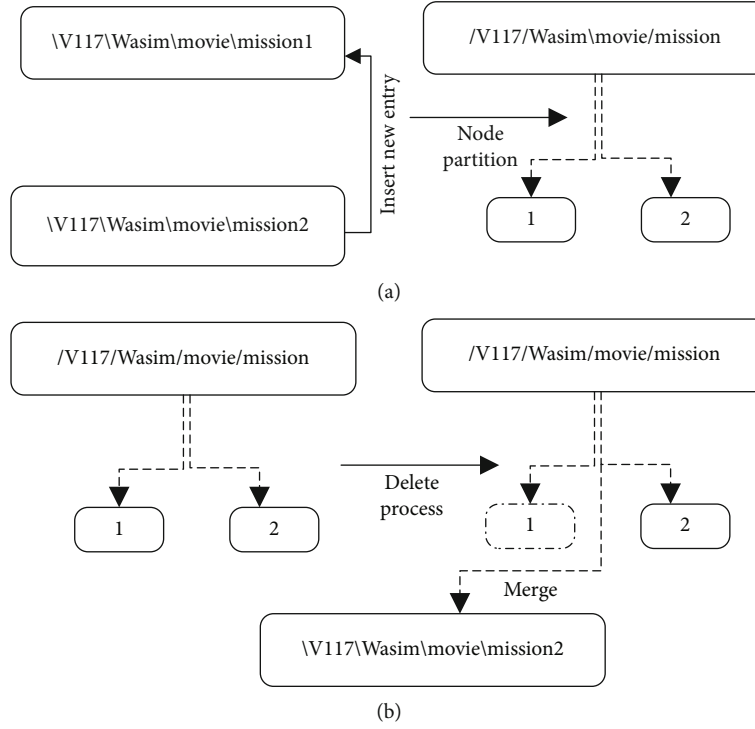 \V117\Wasim\movie\mission1
/V117/Wasim\movie/mission
Insert new entry
Node
partition
\V117\Wasim\movie\mission2
1
2
(a)
/V117/Wasim/movie/mission
/V117/Wasim/movie/mission
Delete
process
1
2
1
2
Merge
\V117\Wasim\movie\mission2
(b)